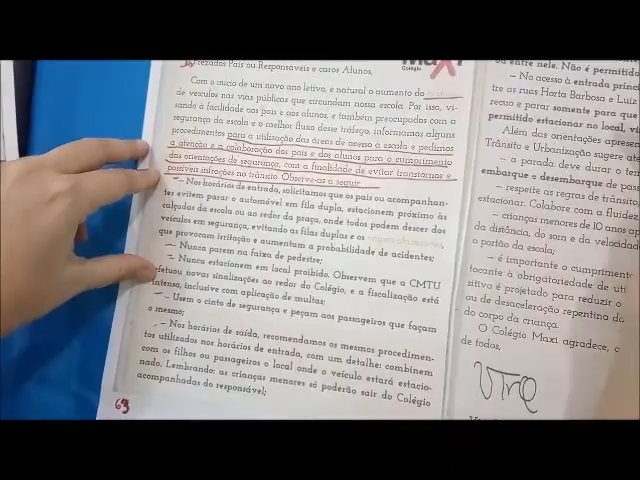 Prezados Pais ou Responsáveis e caros Alunos,
Colégio Maxi
Com o início de um novo ano letivo, é natural o aumento do
de veículos nas vias públicas que circundam nossa escola. Por isso, vi-
sando à facilidade aos pais e aos alunos, e também preocupados com a
segurança da escola e o melhor fluxo desse tráfego, informamos alguns
procedimentos para a utilização das áreas de acesso à escola e pedimos
a atenção e a colaboração dos pais e dos alunos para o cumprimento
das orientações de segurança, com a finalidade de evitar transtornos e
possíveis infrações no trânsito. Observe-as a seguir
– Nos horários de entrada, solicitamos que os pais ou acompanhan-
tes evitem parar o automóvel em fila dupla, estacionem próximo às
calçadas da escola ou ao redor da praça, onde todos podem descer dos
veículos em segurança, evitando as filas duplas e os
que provocam irritação e aumentam a probabilidade de acidentes;
– Nunca parem na faixa de pedestre;
– Nunca estacionem em local proibido. Observem que a CMTU
efetuou novas sinalizações ao redor do Colégio, e a fiscalização está
intensa, inclusive com aplicação de multas;
– Usem o cinto de segurança e peçam aos passageiros que façam
o mesmo;
– Nos horários de saída, recomendamos os mesmos procedimen-
tos utilizados nos horários de entrada, com um detalhe: combinem
com os filhos ou passageiros o local onde o veículo estará estacio-
nado. Lembrando: as crianças menores só poderão sair do Colégio
acompanhadas do responsável;
63
ou entre nele. Não é permitido
– No acesso à entrada princi
tre as ruas Horta Barbosa e Luiz
recuo e parar somente para que
permitido estacionar no local, vi
Além das orientações apresen
Trânsito e Urbanização sugere
– a parada deve durar o
embarque e desembarque de
– respeite as regras de trânsito
estacionar. Colabore com a fluidez
– crianças menores de 10 anos
da distância, do som e da velocidade
o portão da escola;
– é importante o cumprimento
tocante à obrigatoriedade de uti
sitivo é projetado para reduzir o
ou de desaceleração repentina do
do corpo da criança.
O Colégio Maxi agradece, c
de todos,